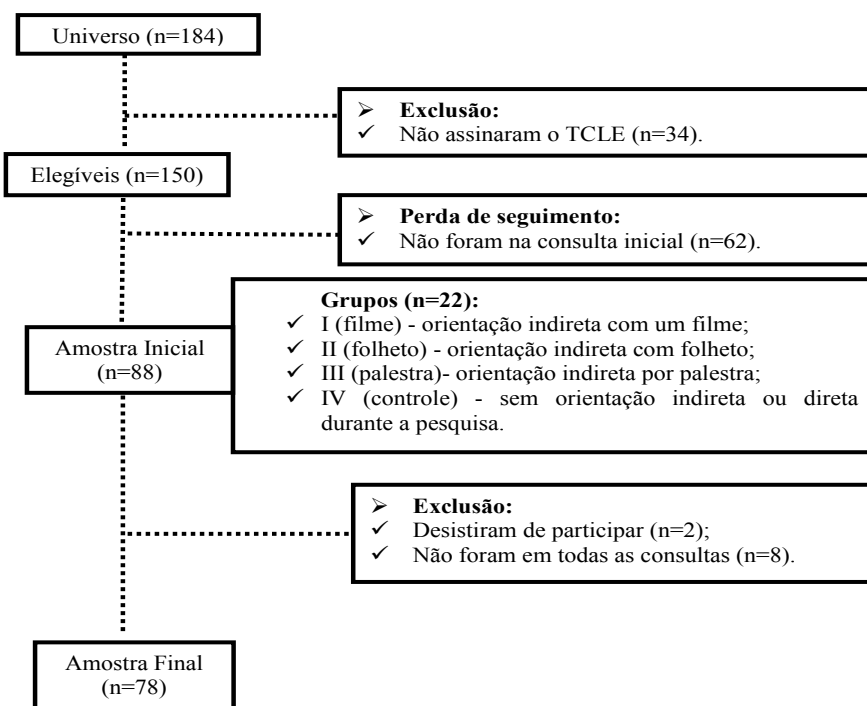 Universo (n=184)
➢ Exclusão:
✓ Não assinaram o TCLE (n=34).
Elegíveis (n=150)
➢ Perda de seguimento:
✓ Não foram na consulta inicial (n=62).
Amostra Inicial
(n=88)
Grupos (n=22):
✓ I (filme) - orientação indireta com um filme;
✓ II (folheto) - orientação indireta com folheto;
✓ III (palestra)- orientação indireta por palestra;
✓ IV (controle) - sem orientação indireta ou direta
durante a pesquisa.
➢ Exclusão:
✓ Desistiram de participar (n=2);
✓ Não foram em todas as consultas (n=8).
Amostra Final
(n=78)